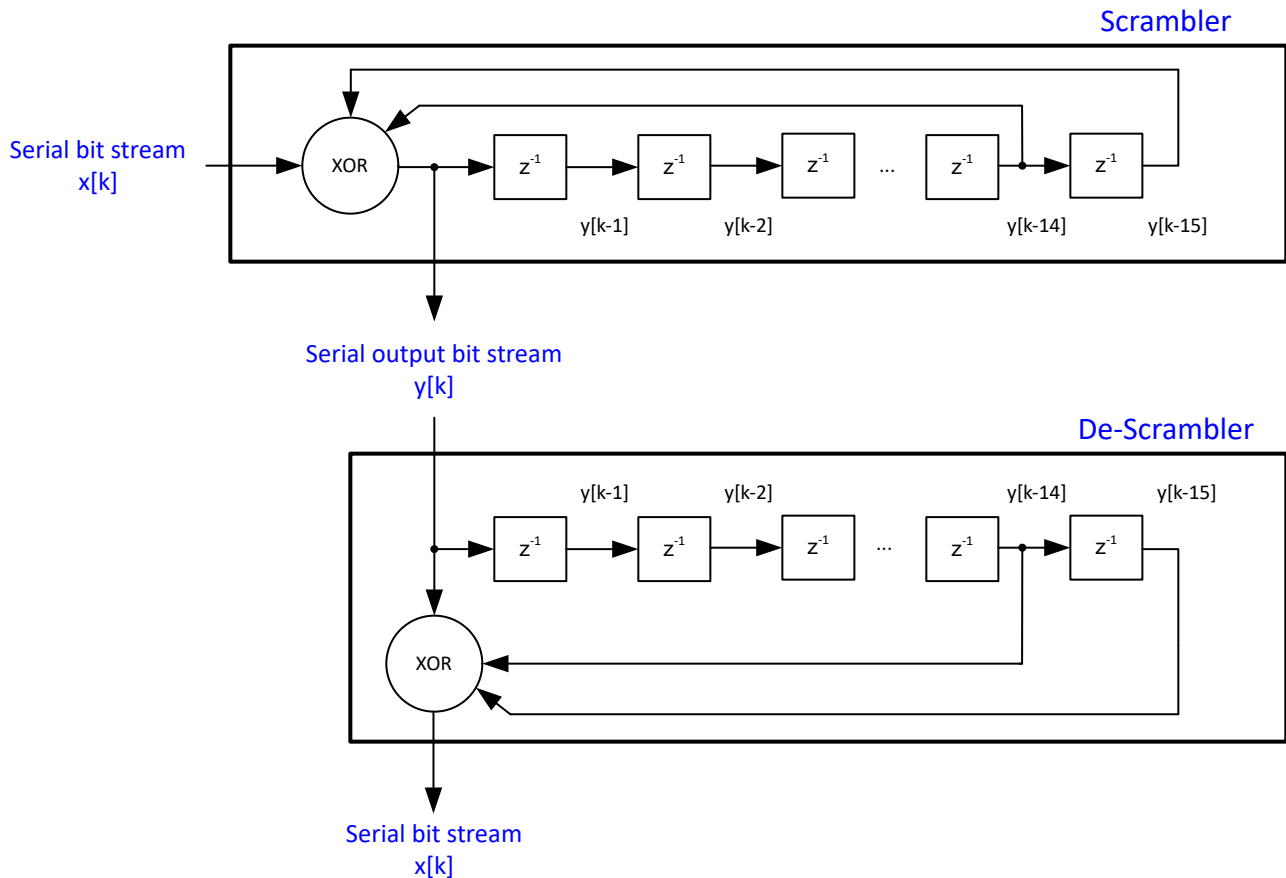 Scrambler
Serial bit stream
x[k]
XOR
z-1
z-1
z-1
...
z-1
z-1
y[k-1]
y[k-2]
y[k-14]
y[k-15]
Serial output bit stream
y[k]
De-Scrambler
y[k-1]
y[k-2]
y[k-14]
y[k-15]
z-1
z-1
z-1
...
z-1
z-1
XOR
Serial bit stream
x[k]